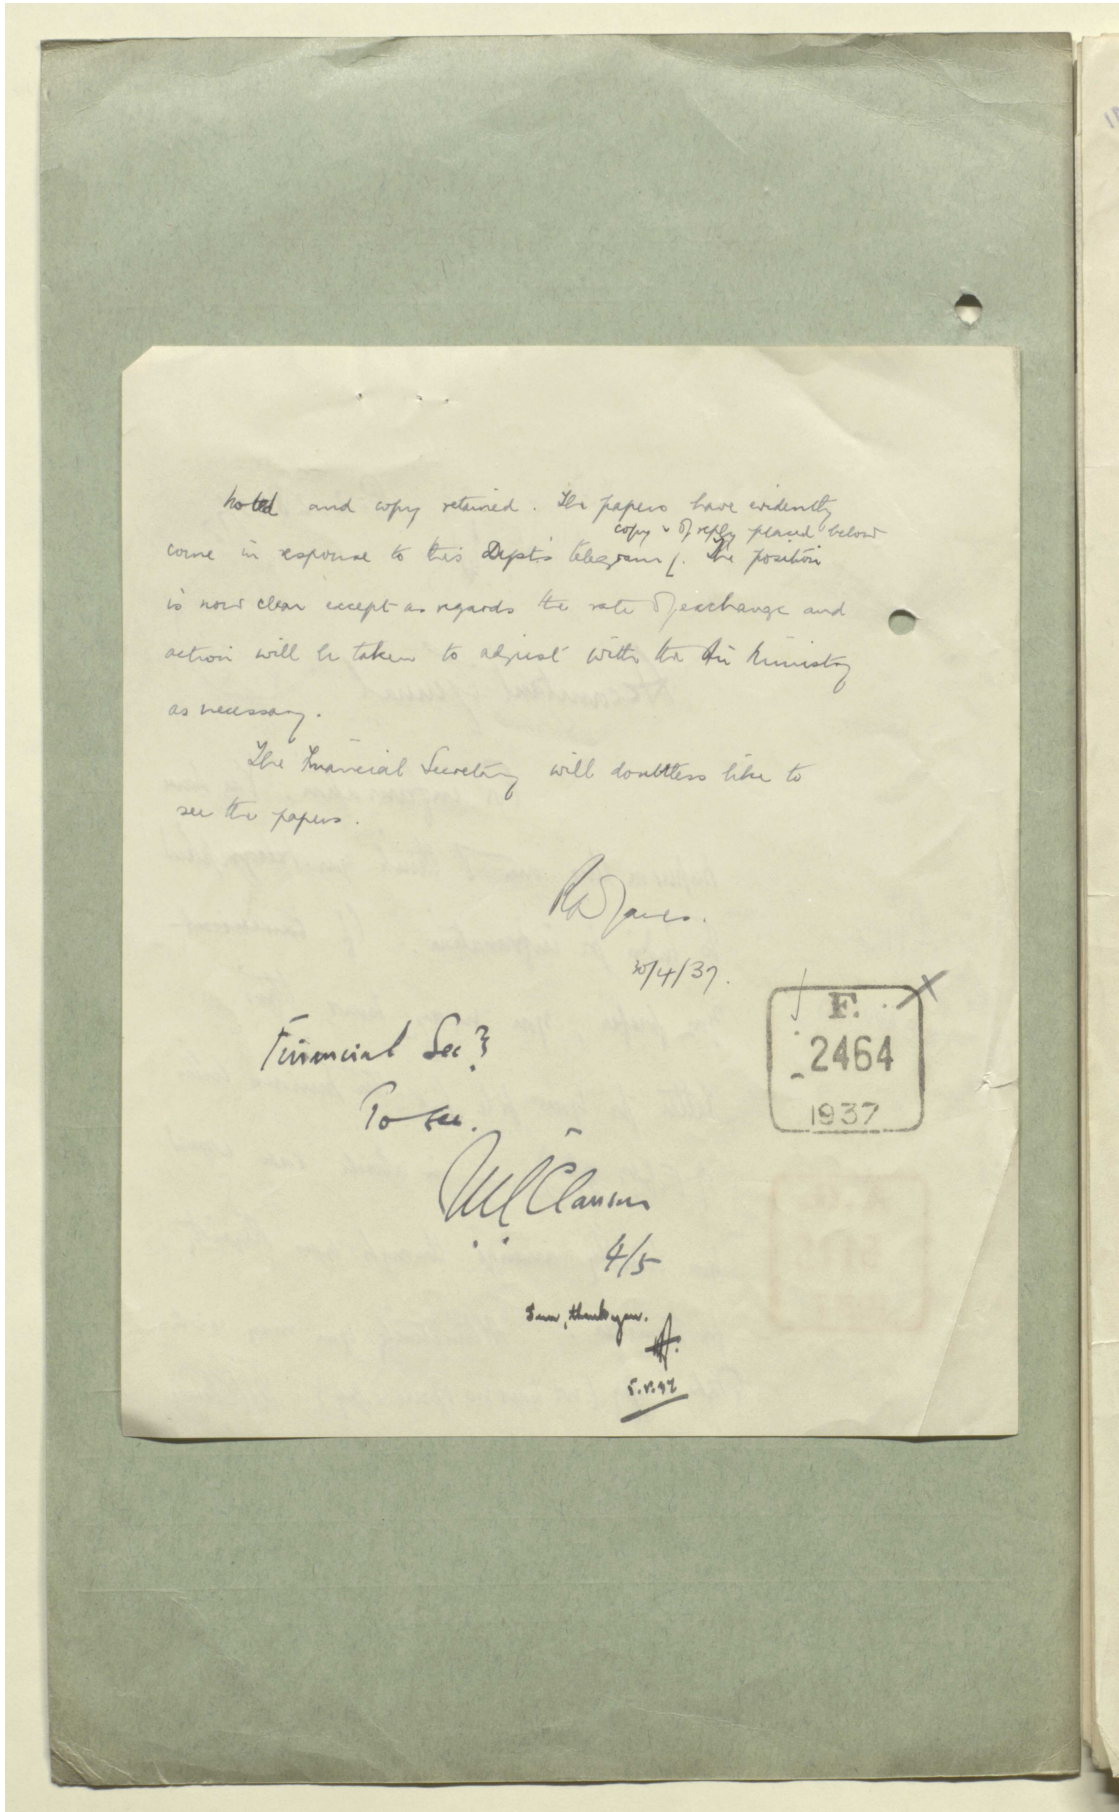 Noted and copy retained. The papers have evidently
copy & of reply placed below
come in response to this Dept's telegram /. The position
is now clear except as regards the rate of exchange and
action will be taken to adjust with the Air Ministry
as necessary.
The Financial Secretary will doubtless like to
see the papers.
30/4/37.
F.
2464
1937
Financial Sec?
To see.
Clauson
4/5
Seen, thank you.
5.V.37